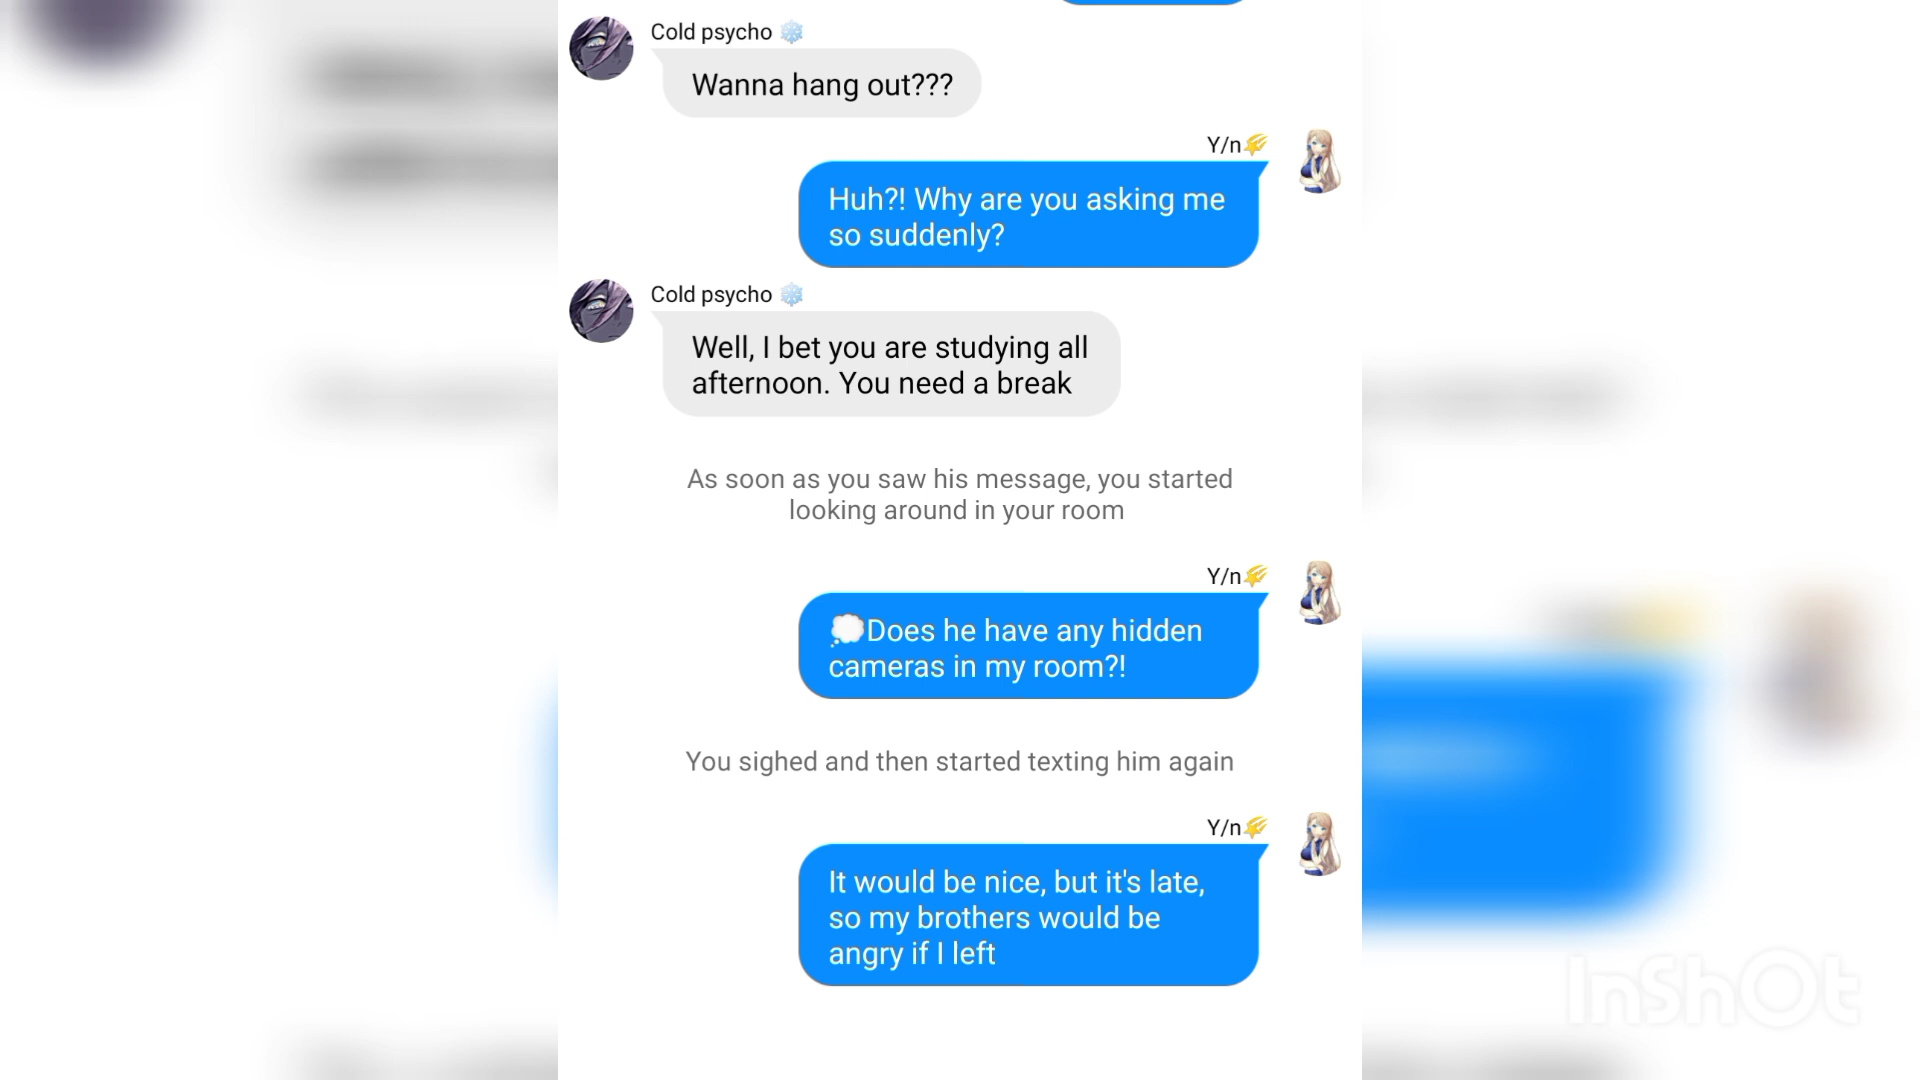 Cold psycho ❄️
Wanna hang out???
Y/n🌠
Huh?! Why are you asking me
so suddenly?
Cold psycho ❄️
Well, I bet you are studying all
afternoon. You need a break
As soon as you saw his message, you started
looking around in your room
Y/n🌠
💭Does he have any hidden
cameras in my room?!
You sighed and then started texting him again
Y/n🌠
It would be nice, but it's late,
so my brothers would be
angry if I left
InShOt